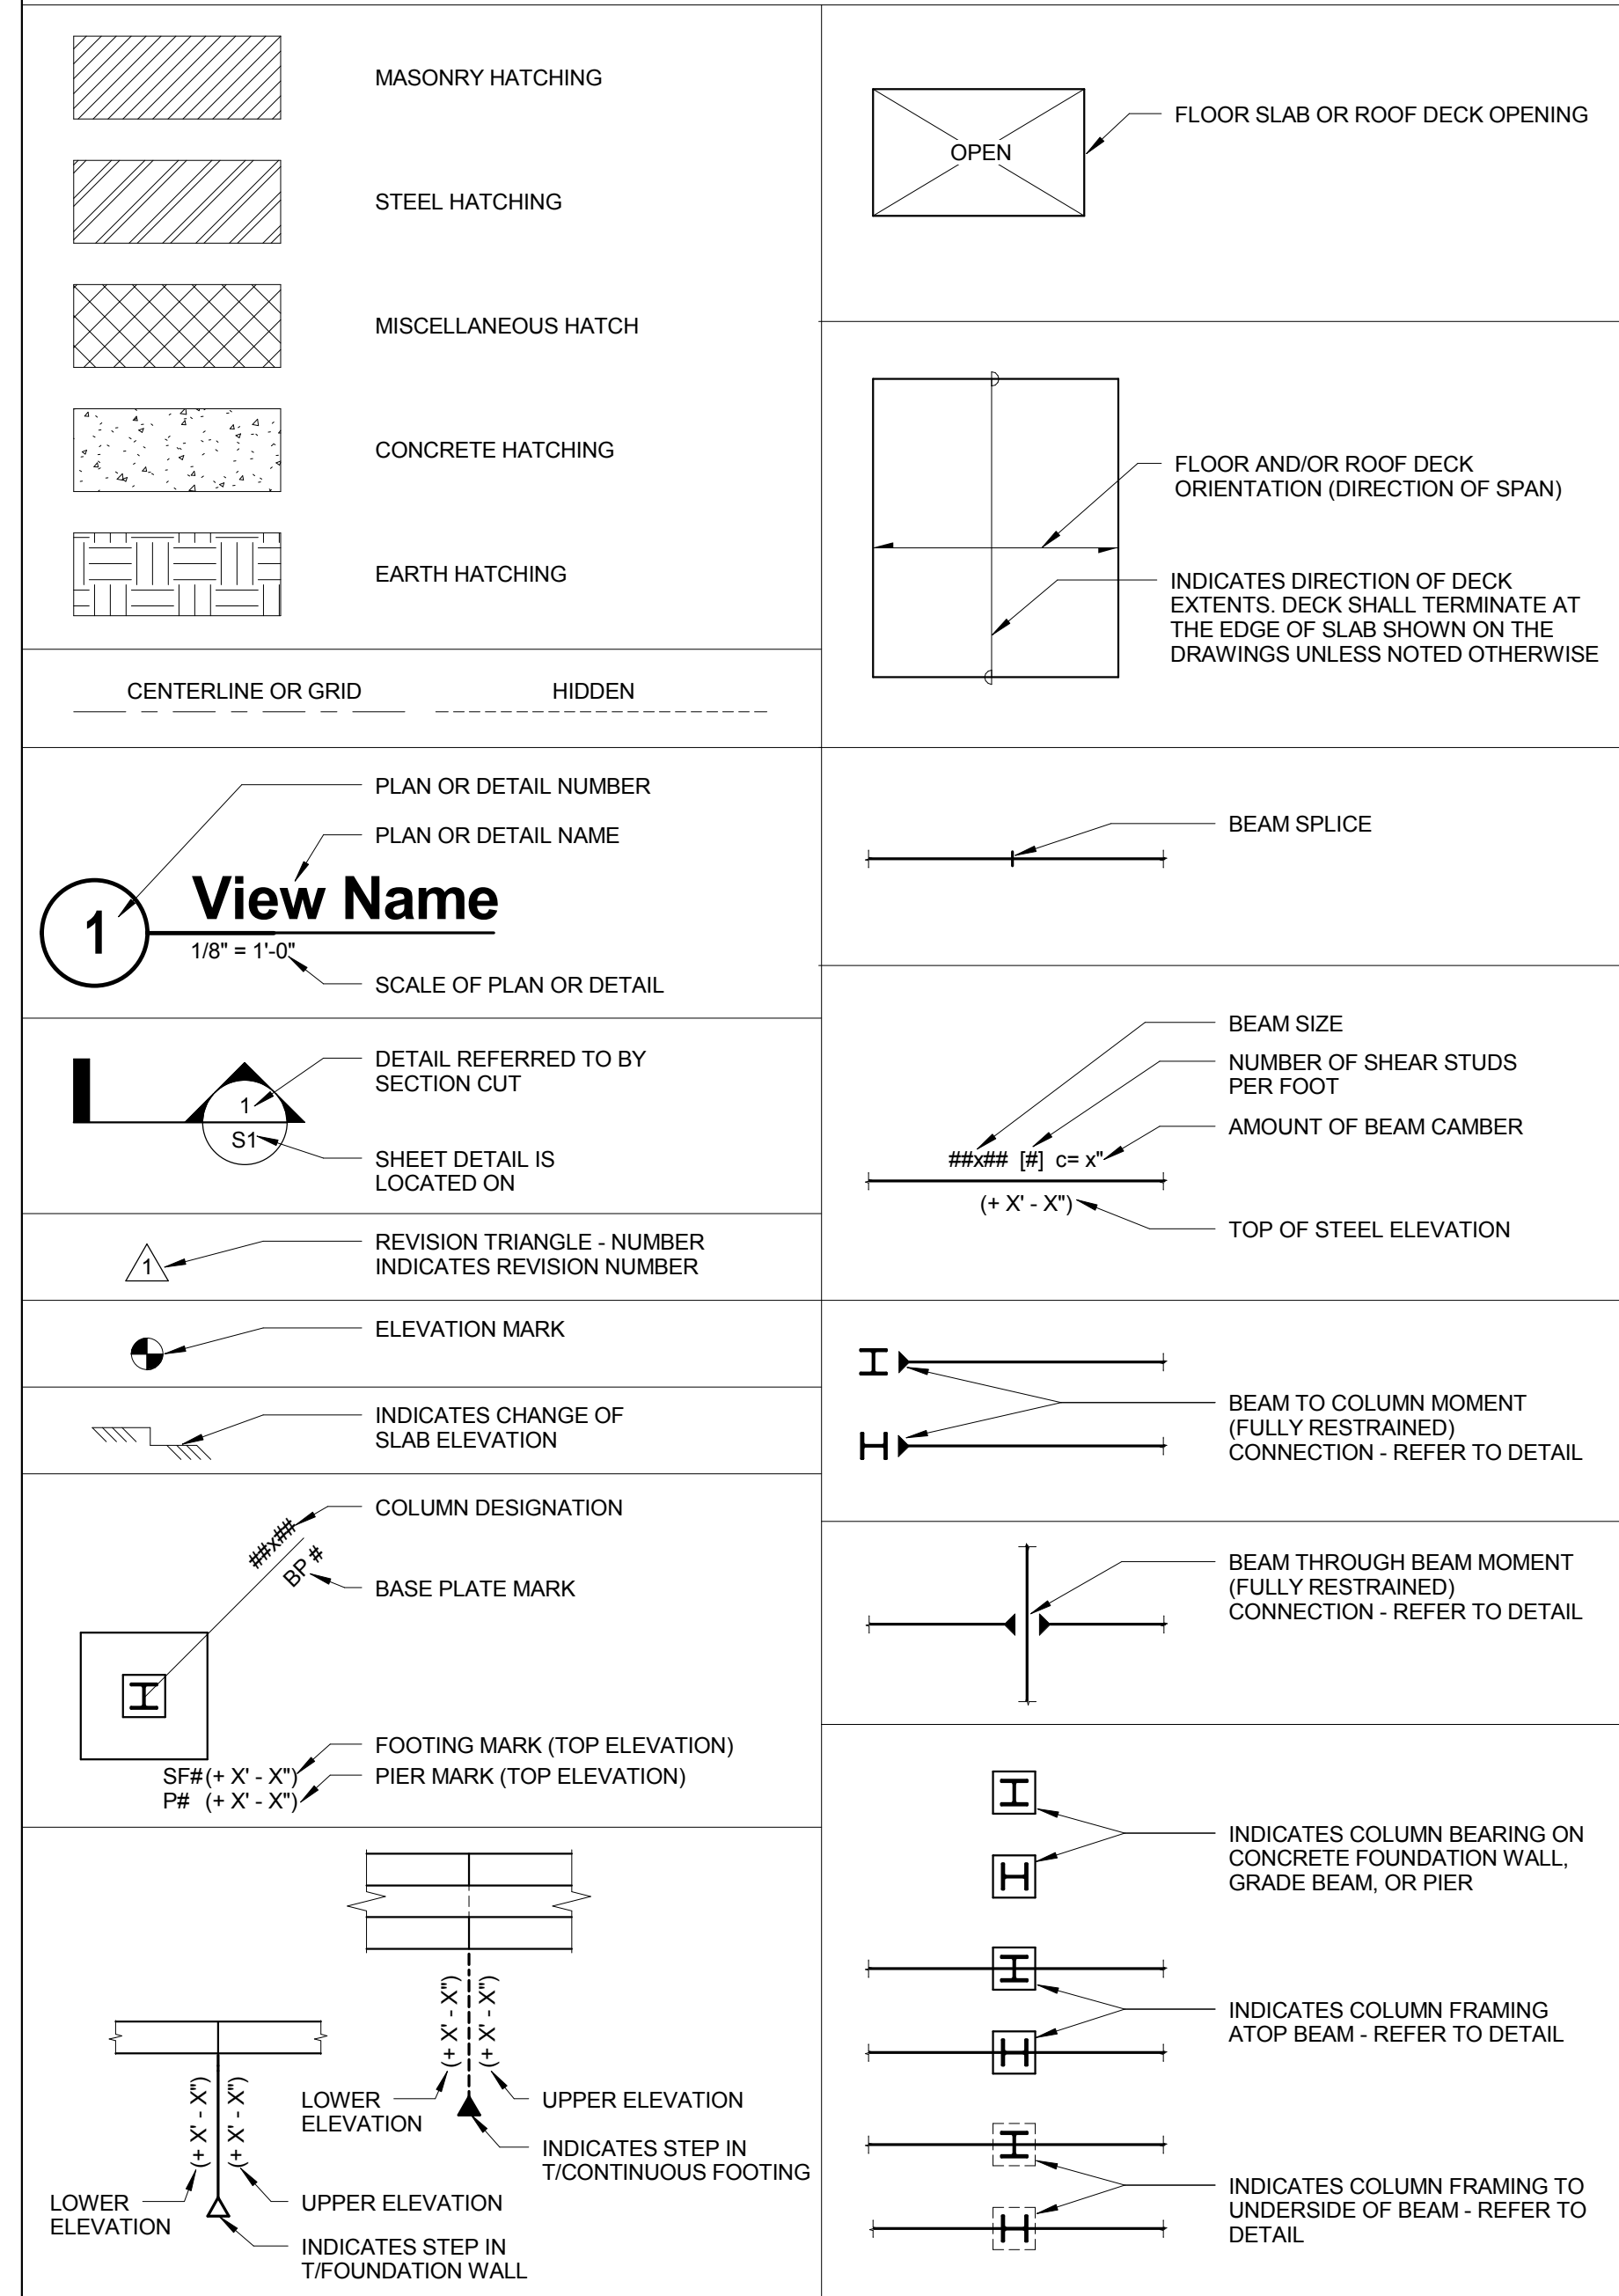 MASONRY HATCHING
STEEL HATCHING
MISCELLANEOUS HATCH
CONCRETE HATCHING
EARTH HATCHING
CENTERLINE OR GRID
HIDDEN
PLAN OR DETAIL NUMBER
PLAN OR DETAIL NAME
1
View Name
1/8" = 1'-0"
SCALE OF PLAN OR DETAIL
DETAIL REFERRED TO BY
SECTION CUT
1
S1
SHEET DETAIL IS
LOCATED ON
REVISION TRIANGLE - NUMBER
INDICATES REVISION NUMBER
1
ELEVATION MARK
INDICATES CHANGE OF
SLAB ELEVATION
COLUMN DESIGNATION
##x##
BP #
BASE PLATE MARK
FOOTING MARK (TOP ELEVATION)
SF# (+ X' - X")
PIER MARK (TOP ELEVATION)
P# (+ X' - X")
(+ X' - X")
(+ X' - X")
LOWER
ELEVATION
UPPER ELEVATION
INDICATES STEP IN
T/CONTINUOUS FOOTING
(+ X' - X")
(+ X' - X")
LOWER
ELEVATION
UPPER ELEVATION
INDICATES STEP IN
T/FOUNDATION WALL
OPEN
FLOOR SLAB OR ROOF DECK OPENING
FLOOR AND/OR ROOF DECK
ORIENTATION (DIRECTION OF SPAN)
INDICATES DIRECTION OF DECK
EXTENTS. DECK SHALL TERMINATE AT
THE EDGE OF SLAB SHOWN ON THE
DRAWINGS UNLESS NOTED OTHERWISE
BEAM SPLICE
BEAM SIZE
NUMBER OF SHEAR STUDS
PER FOOT
AMOUNT OF BEAM CAMBER
##x## [#] c= x"
(+ X' - X")
TOP OF STEEL ELEVATION
BEAM TO COLUMN MOMENT
(FULLY RESTRAINED)
CONNECTION - REFER TO DETAIL
BEAM THROUGH BEAM MOMENT
(FULLY RESTRAINED)
CONNECTION - REFER TO DETAIL
INDICATES COLUMN BEARING ON
CONCRETE FOUNDATION WALL,
GRADE BEAM, OR PIER
INDICATES COLUMN FRAMING
ATOP BEAM - REFER TO DETAIL
INDICATES COLUMN FRAMING TO
UNDERSIDE OF BEAM - REFER TO
DETAIL